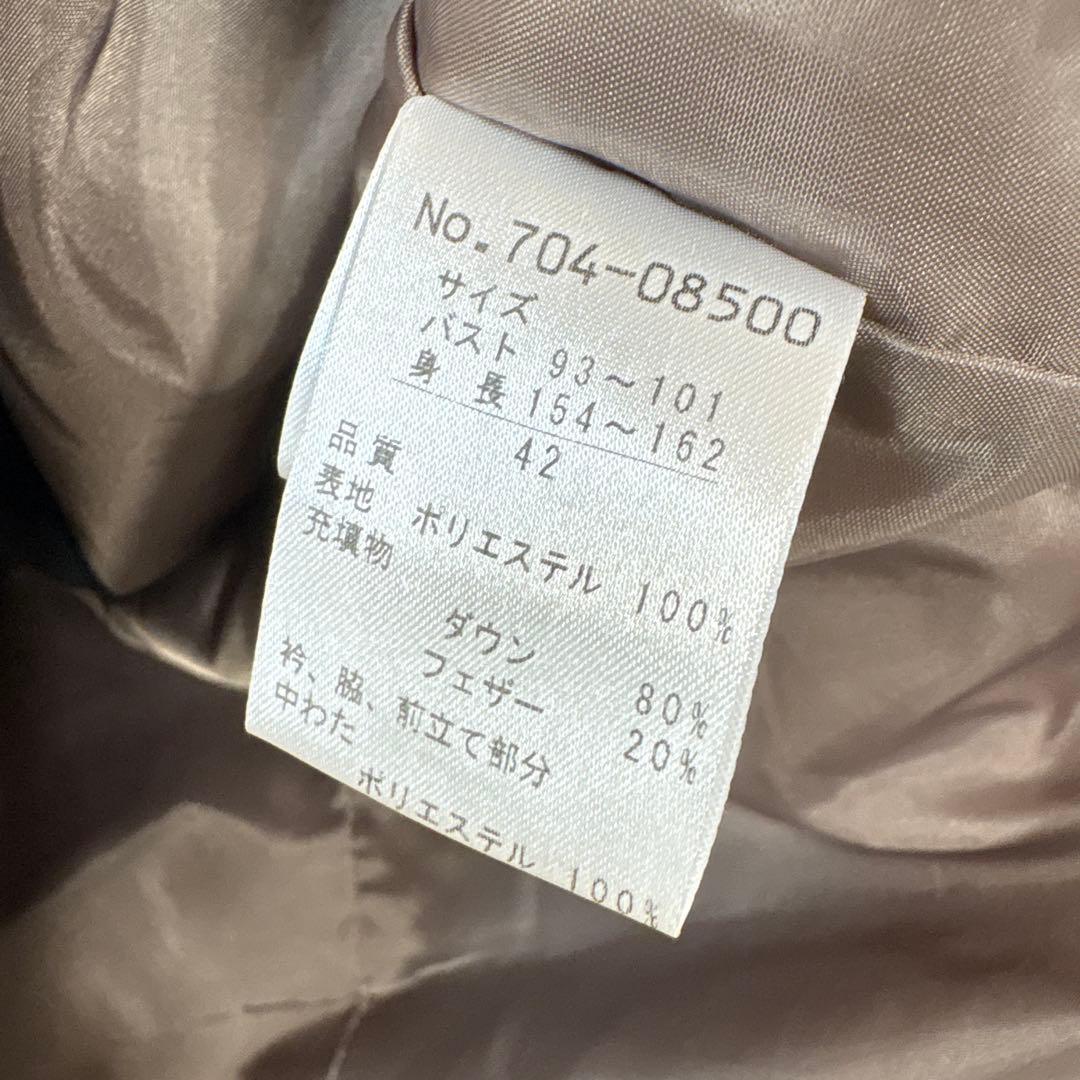 No.704-08500
サイズ
バスト 93～101
身 長 154～162
42
品質
表地 ポリエステル 100%
充填物
ダウン 80%
フェザー 20%
衿、脇、前立て部分
中わた
ポリエステル 100%